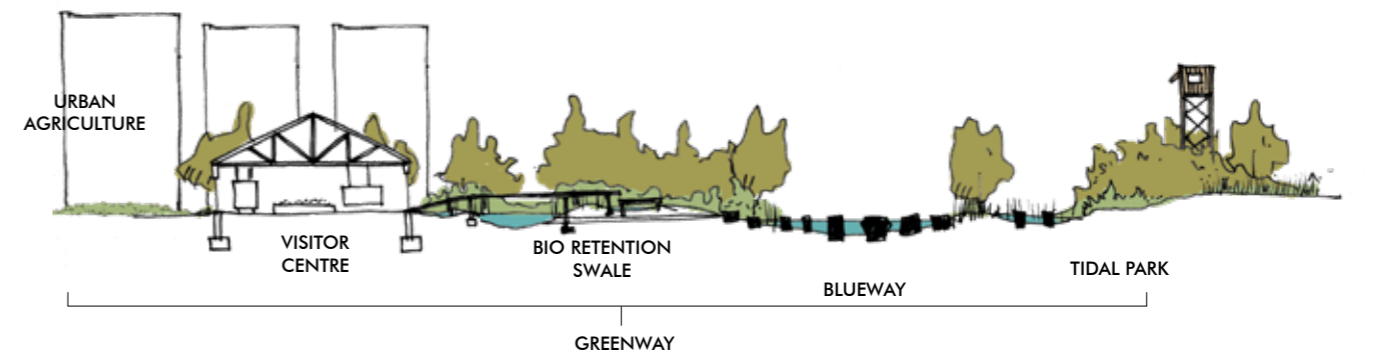 URBAN
AGRICULTURE
VISITOR
CENTRE
BIO RETENTION
SWALE
BLUEWAY
TIDAL PARK
GREENWAY